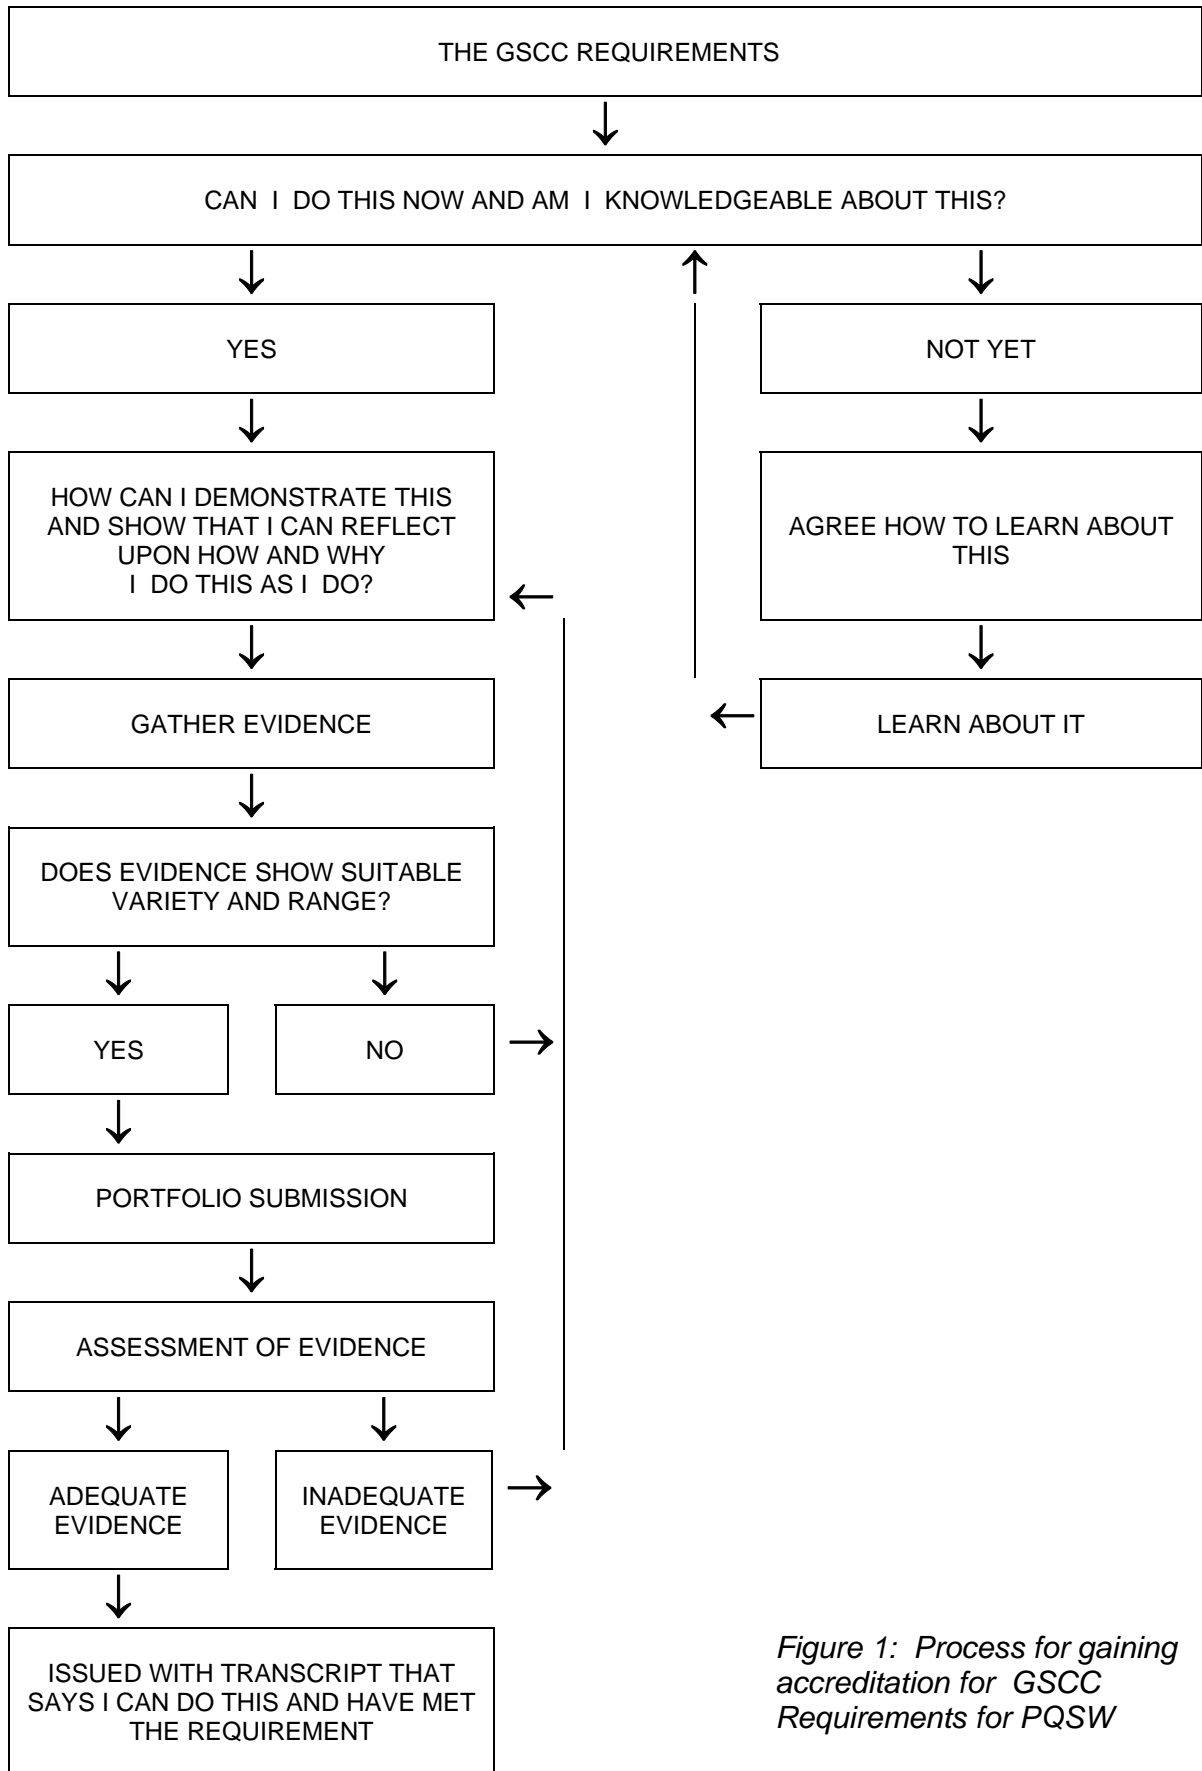 THE GSCC REQUIREMENTS
CAN I DO THIS NOW AND AM I KNOWLEDGEABLE ABOUT THIS?
YES
NOT YET
HOW CAN I DEMONSTRATE THIS
AND SHOW THAT I CAN REFLECT
UPON HOW AND WHY
I DO THIS AS I DO?
AGREE HOW TO LEARN ABOUT
THIS
GATHER EVIDENCE
LEARN ABOUT IT
DOES EVIDENCE SHOW SUITABLE
VARIETY AND RANGE?
YES
NO
PORTFOLIO SUBMISSION
ASSESSMENT OF EVIDENCE
ADEQUATE
EVIDENCE
INADEQUATE
EVIDENCE
ISSUED WITH TRANSCRIPT THAT
SAYS I CAN DO THIS AND HAVE MET
THE REQUIREMENT
Figure 1: Process for gaining
accreditation for GSCC
Requirements for PQSW